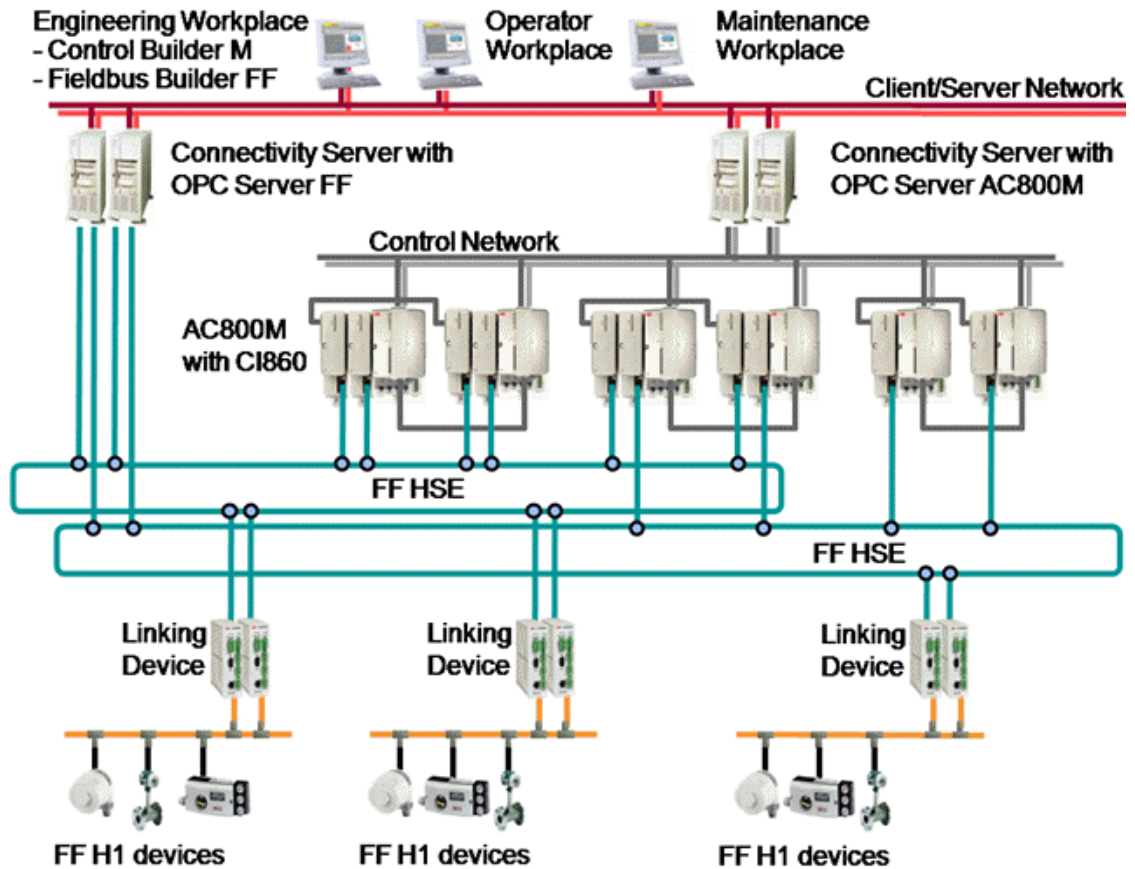 Engineering Workplace
- Control Builder M
- Fieldbus Builder FF
Operator
Workplace
Maintenance
Workplace
Client/Server Network
Connectivity Server with
OPC Server FF
Connectivity Server with
OPC Server AC800M
Control Network
AC800M
with CI860
FF HSE
FF HSE
Linking
Device
Linking
Device
Linking
Device
FF H1 devices
FF H1 devices
FF H1 devices